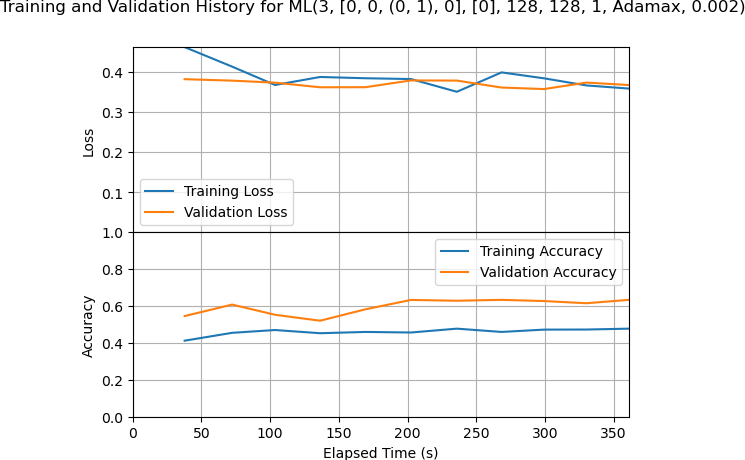 Training and Validation History for ML(3, [0, 0, (0, 1), 0], [0], 128, 128, 1, Adamax, 0.002)
0.4
0.3
0.2
0.1
Loss
Training Loss
Validation Loss
1.0
0.8
0.6
0.4
0.2
0.0
Accuracy
Training Accuracy
Validation Accuracy
0 50 100 150 200 250 300 350
Elapsed Time (s)